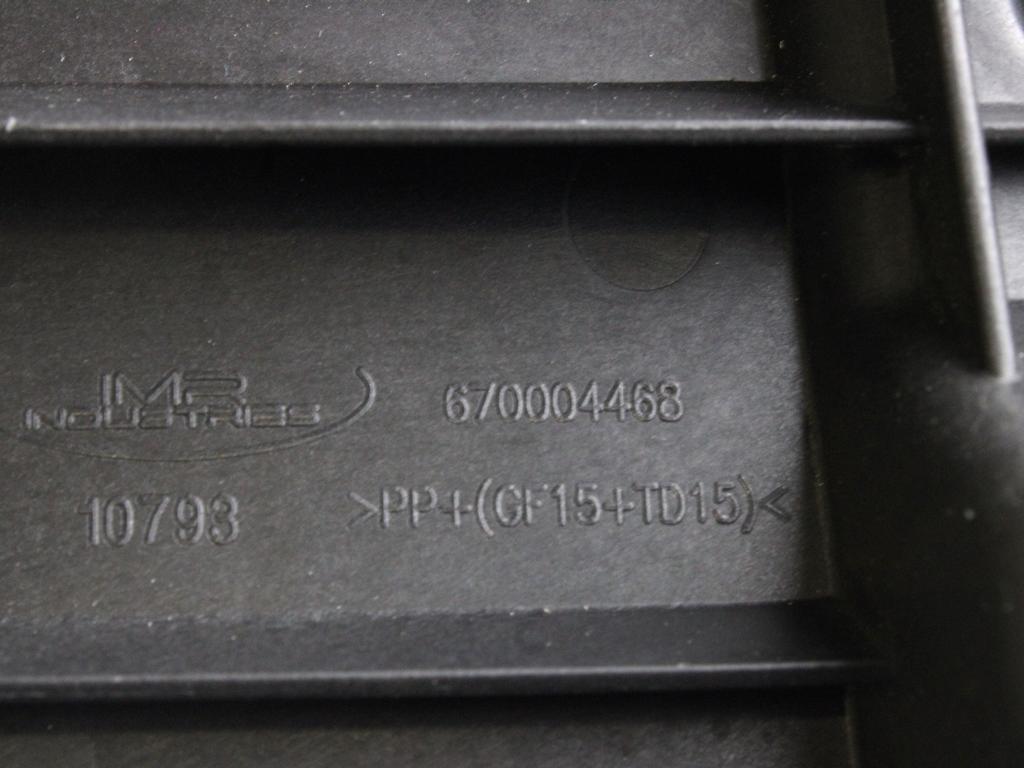 IMR
INDUSTRIES
670004468
10793
>PP+(GF15+TD15)<